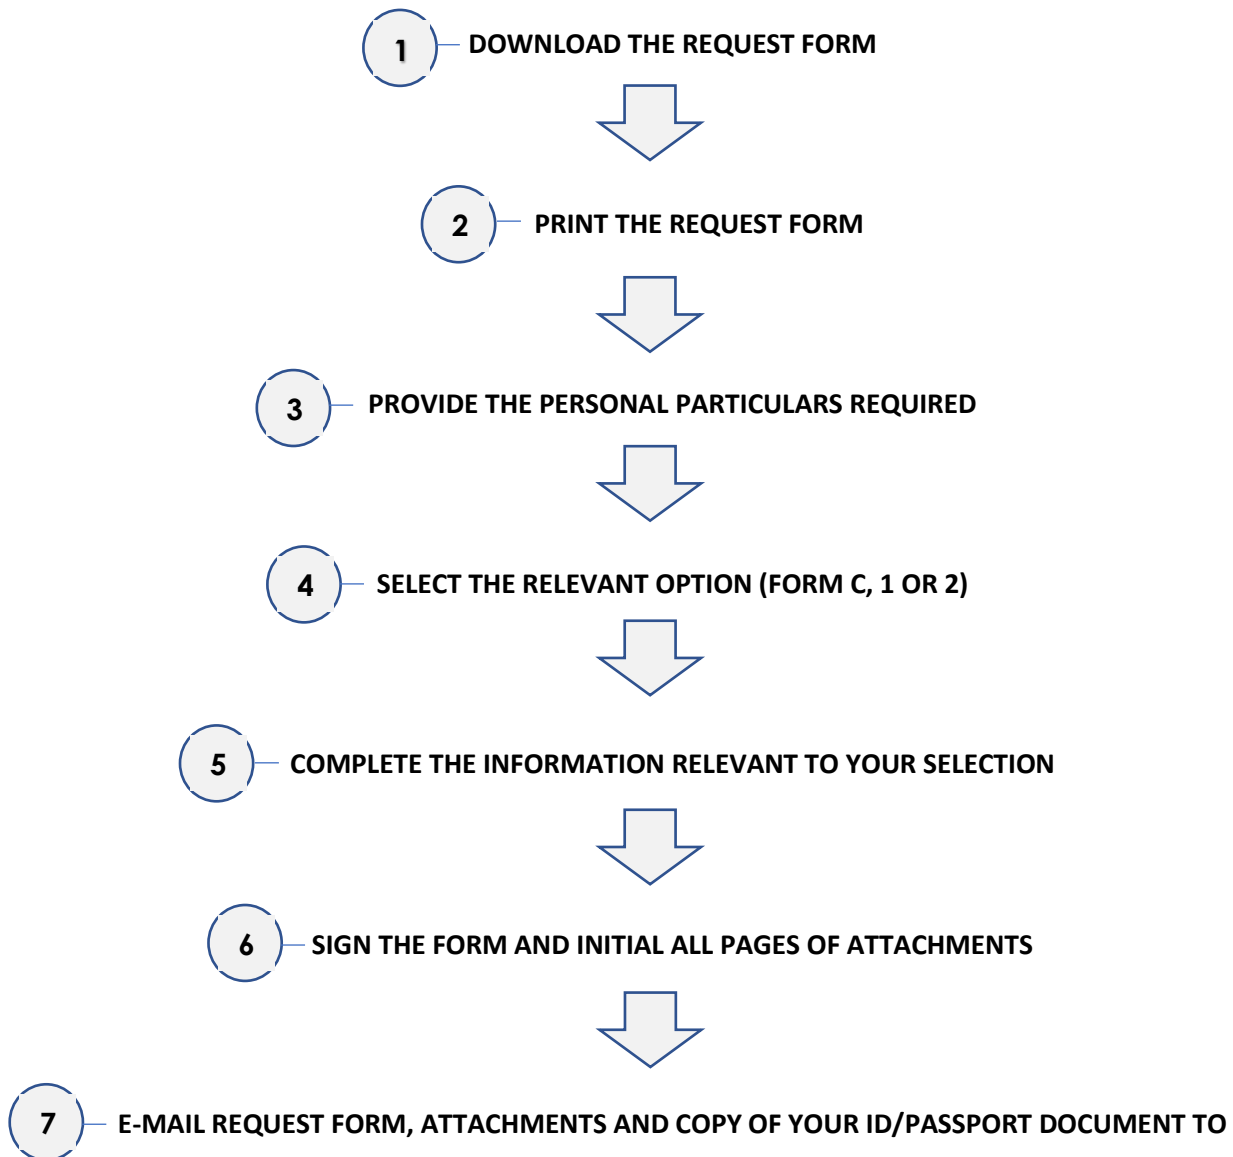 1 DOWNLOAD THE REQUEST FORM
2 PRINT THE REQUEST FORM
3 PROVIDE THE PERSONAL PARTICULARS REQUIRED
4 SELECT THE RELEVANT OPTION (FORM C, 1 OR 2)
5 COMPLETE THE INFORMATION RELEVANT TO YOUR SELECTION
6 SIGN THE FORM AND INITIAL ALL PAGES OF ATTACHMENTS
7 E-MAIL REQUEST FORM, ATTACHMENTS AND COPY OF YOUR ID/PASSPORT DOCUMENT TO